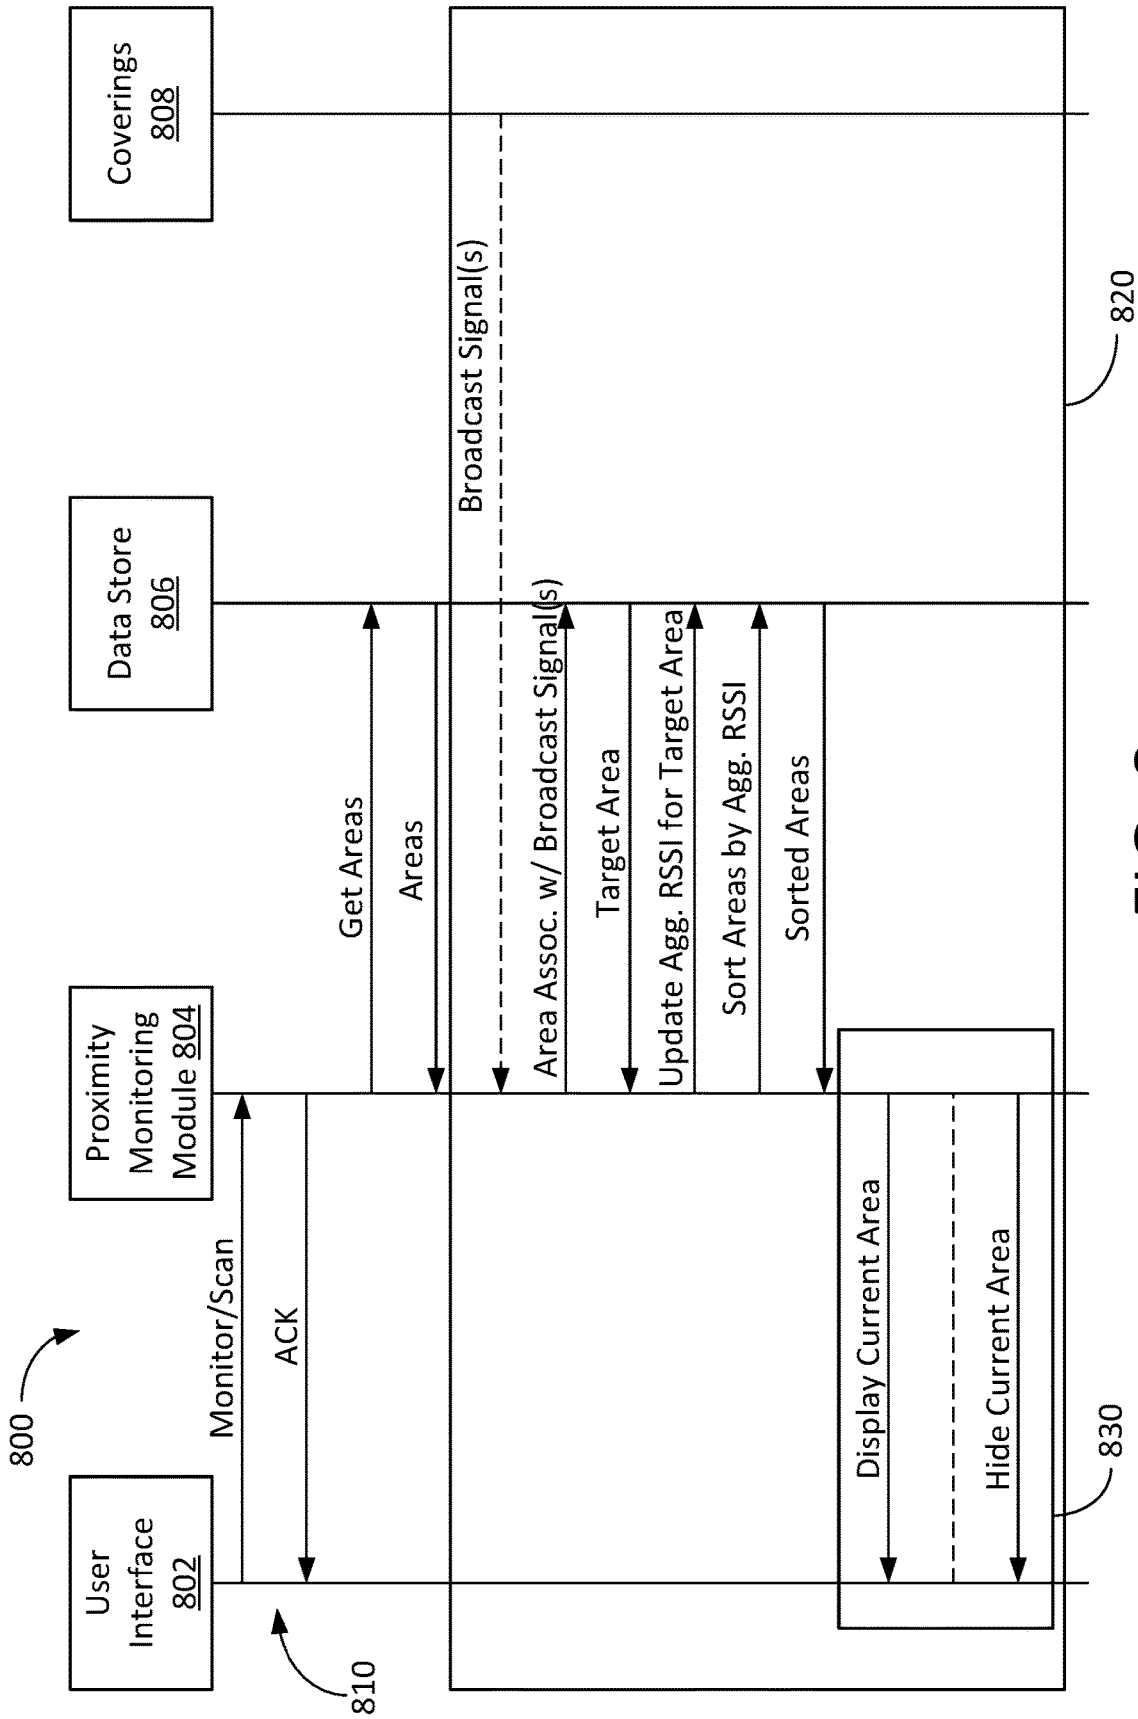 800
User
Interface
802
Proximity
Monitoring
Module 804
Data Store
806
Coverings
808
810
Monitor/Scan
ACK
Get Areas
Areas
Broadcast Signal(s)
Area Assoc. w/ Broadcast Signal(s)
Target Area
Update Agg. RSSI for Target Area
Sort Areas by Agg. RSSI
Sorted Areas
Display Current Area
Hide Current Area
830
820